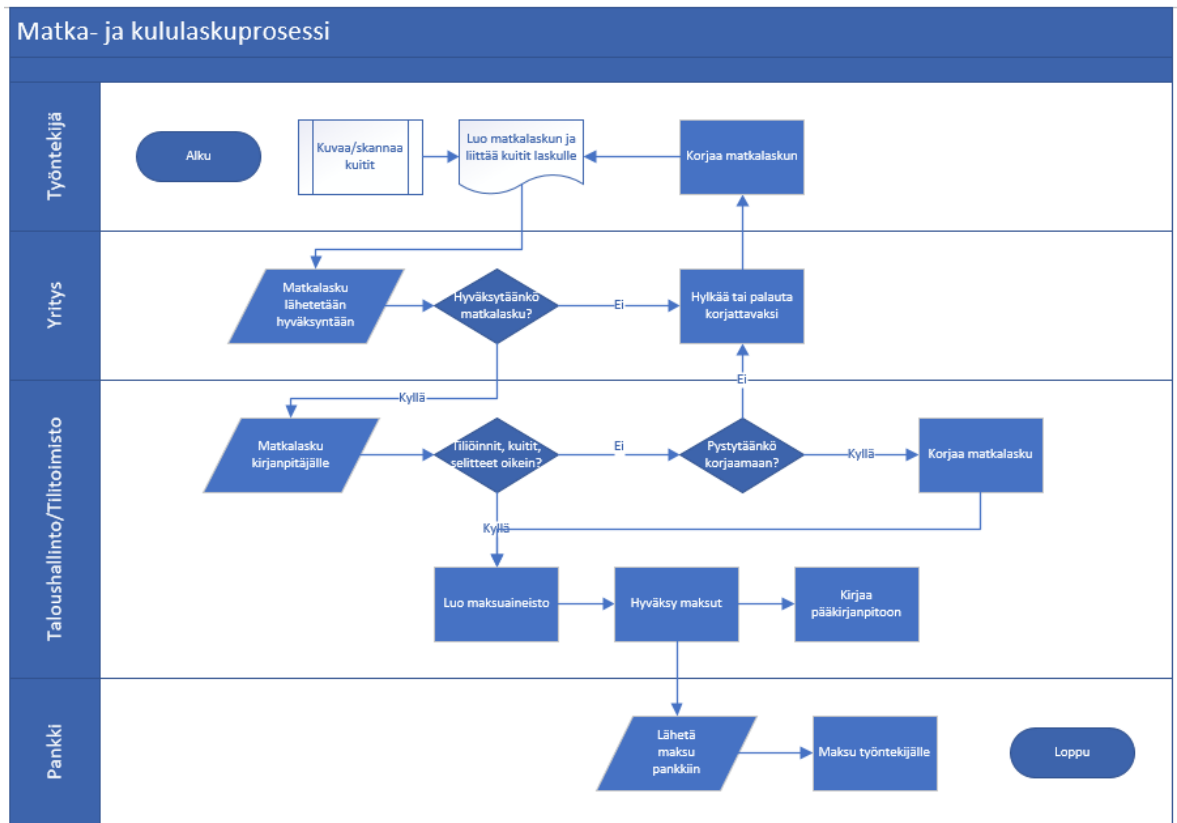 Matka- ja kululaskuprosessi
Työntekijä
Alku
Kuvaa/skannaa
kuitit
Luo matkalaskun ja
liittää kuitit laskulle
Korjaa matkalaskun
Yritys
Matkalasku
lähetetään
hyväksyntään
Hyväksytäänkö
matkalasku?
Ei
Hylkää tai palauta
korjattavaksi
Ei
Kyllä
Taloushallinto/Tilitoimisto
Matkalasku
kirjanpitäjälle
Tiliöinnit, kuitit,
selitteet oikein?
Ei
Pystytäänkö
korjaamaan?
Kyllä
Korjaa matkalasku
Kyllä
Luo maksuaineisto
Hyväksy maksut
Kirjaa
pääkirjanpitoon
Pankki
Lähetä
maksu
pankkiin
Maksu työntekijälle
Loppu